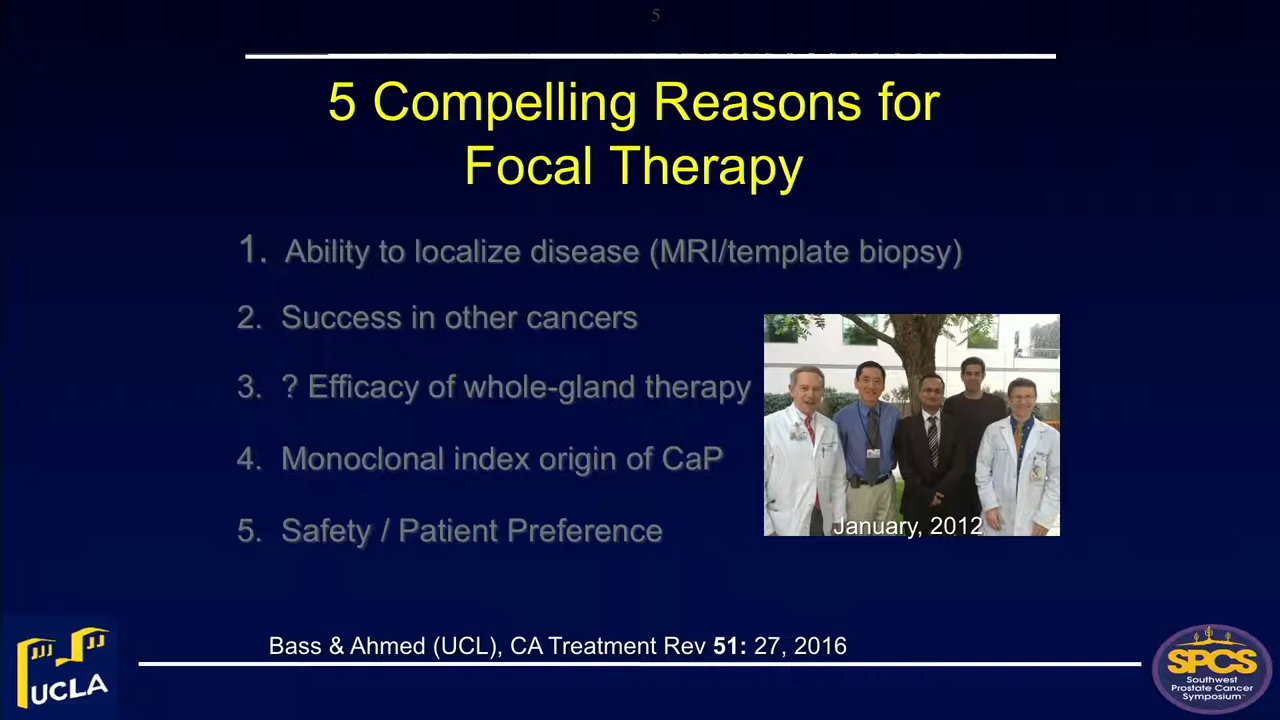 5
5 Compelling Reasons for
Focal Therapy
1. Ability to localize disease (MRI/template biopsy)
2. Success in other cancers
3. ? Efficacy of whole-gland therapy
4. Monoclonal index origin of CaP
5. Safety / Patient Preference
January, 2012
Bass & Ahmed (UCL), CA Treatment Rev 51: 27, 2016
UCLA
SPCS
Southwest
Prostate Cancer
Symposium